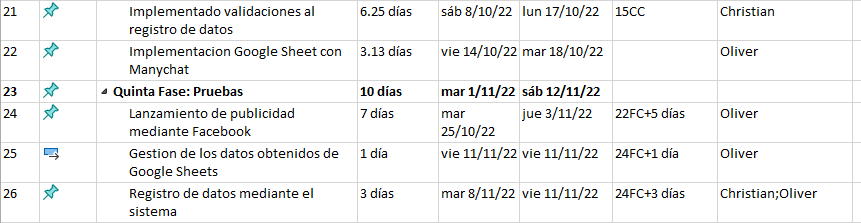 21 Implementado validaciones al registro de datos 6.25 días sáb 8/10/22 lun 17/10/22 15CC Christian
22 Implementacion Google Sheet con Manychat 3.13 días vie 14/10/22 mar 18/10/22 Oliver
23 Quinta Fase: Pruebas 10 días mar 1/11/22 sáb 12/11/22
24 Lanzamiento de publicidad mediante Facebook 7 días mar 25/10/22 jue 3/11/22 22FC+5 días Oliver
25 Gestion de los datos obtenidos de Google Sheets 1 día vie 11/11/22 vie 11/11/22 24FC+1 día Oliver
26 Registro de datos mediante el sistema 3 días mar 8/11/22 vie 11/11/22 24FC+3 días Christian;Oliver